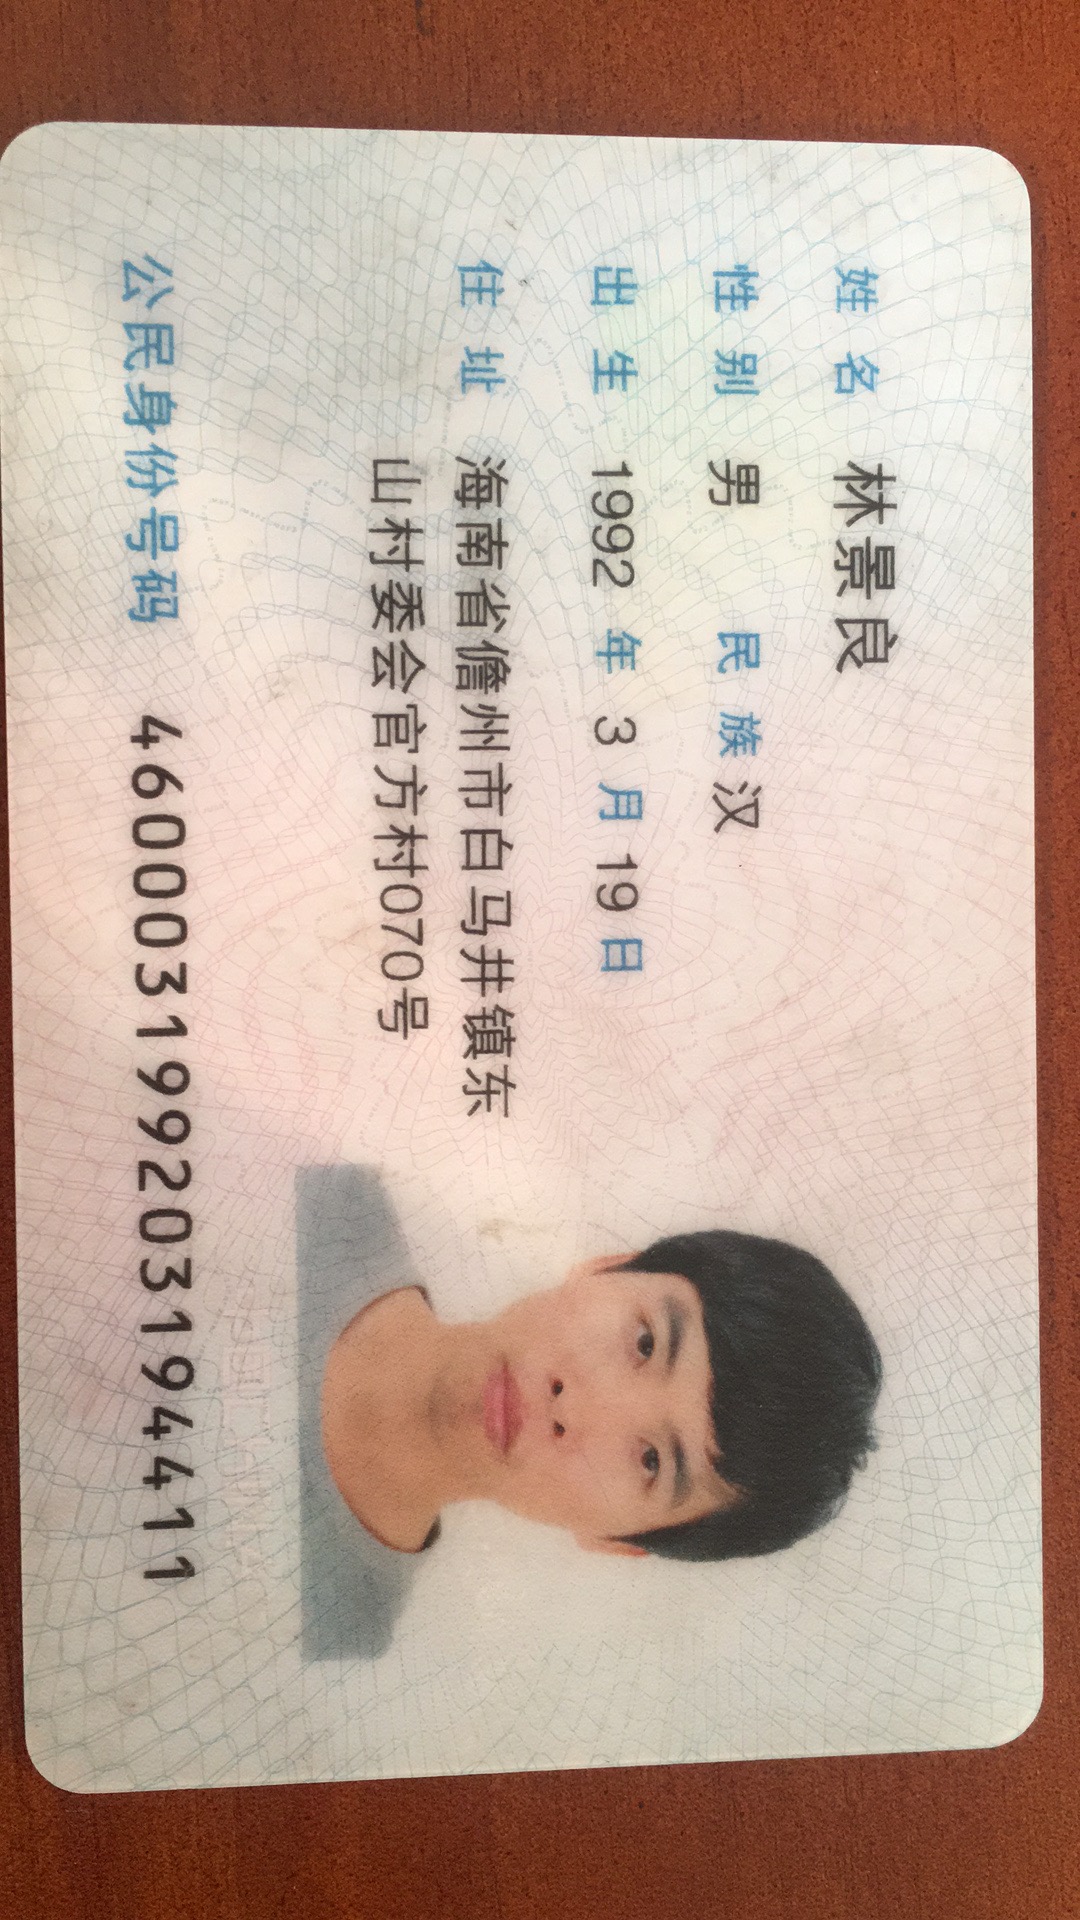 姓名 林景良
性别 男 民族 汉
出生 1992 年 3 月 19 日
住址 海南省儋州市白马井镇东
山村委会官方村070号
公民身份号码 460003199203194411